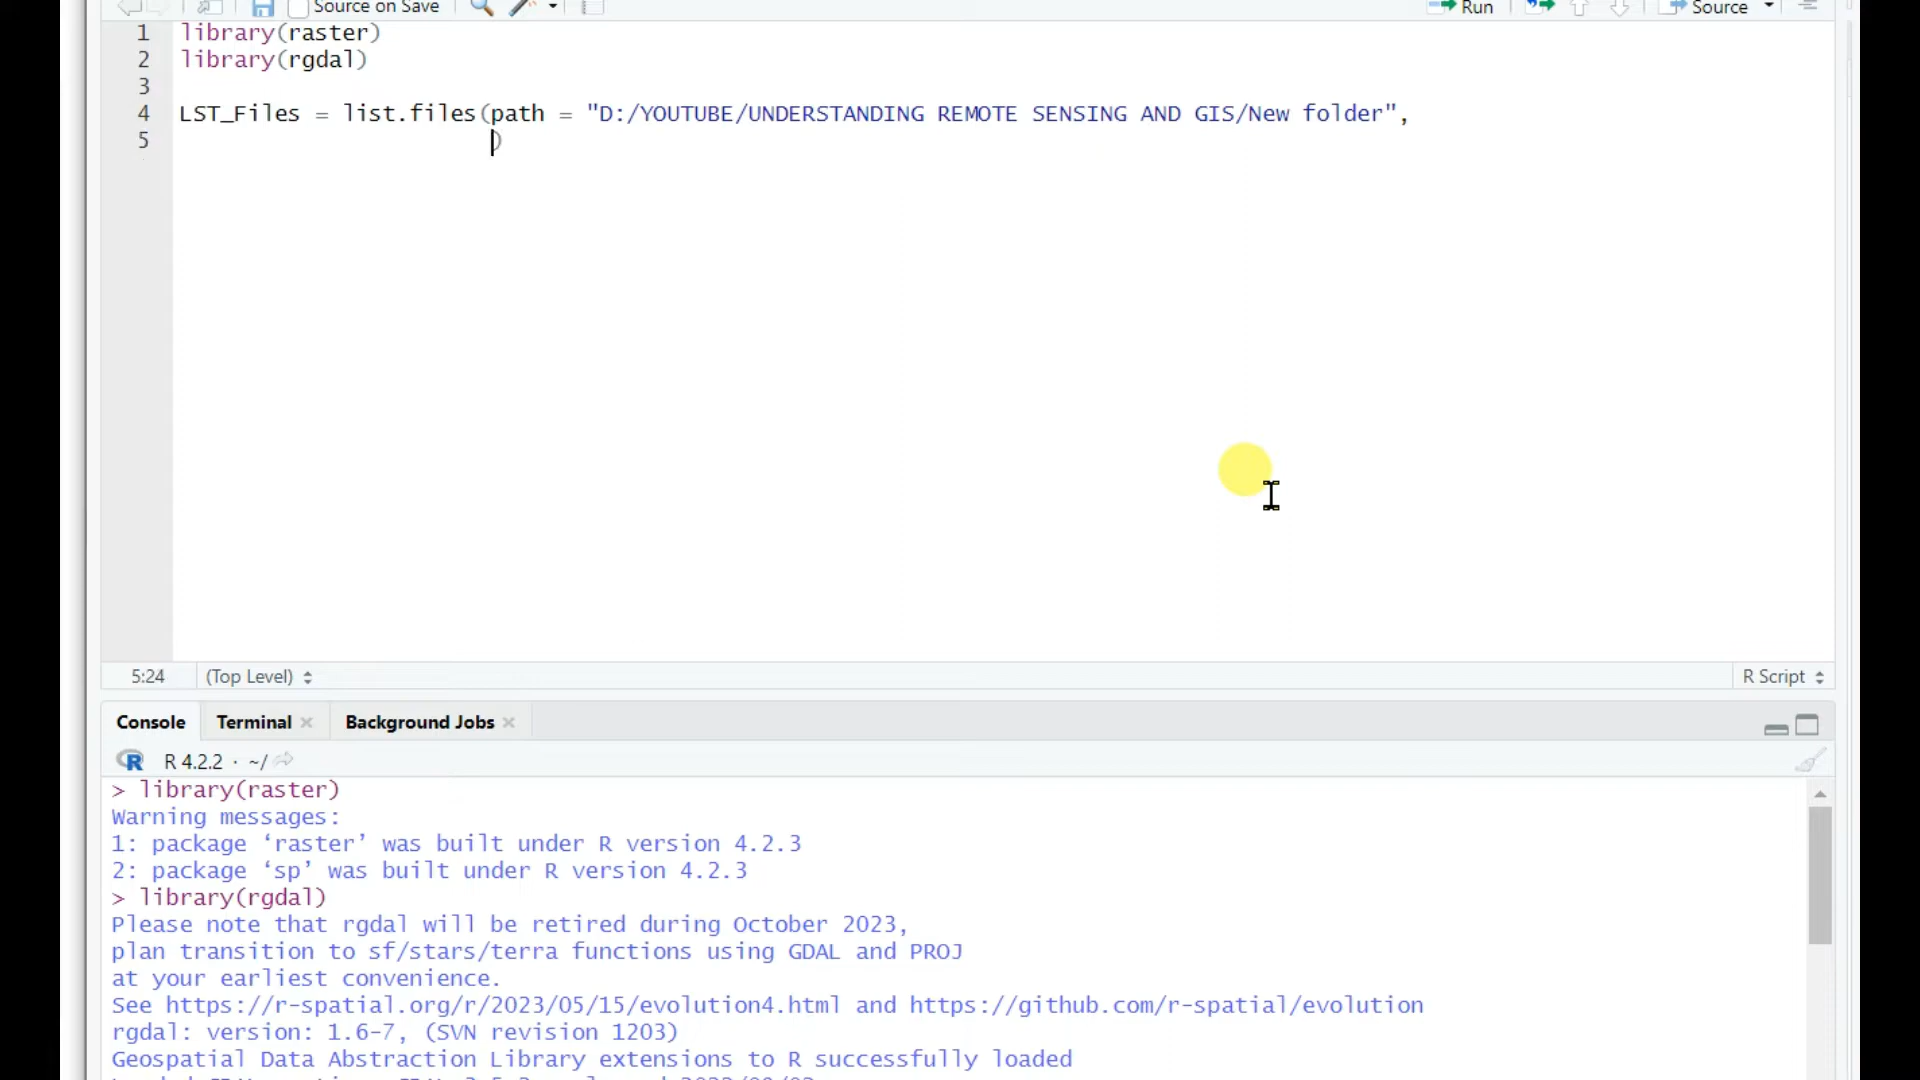 Source on Save
Run
Source
1 library(raster)
2 library(rgdal)
3
4 LST_Files = list.files(path = "D:/YOUTUBE/UNDERSTANDING REMOTE SENSING AND GIS/New folder",
5 )
5:24 (Top Level) R Script
Console Terminal Background Jobs
R 4.2.2 · ~/
> library(raster)
Warning messages:
1: package ‘raster’ was built under R version 4.2.3
2: package ‘sp’ was built under R version 4.2.3
> library(rgdal)
Please note that rgdal will be retired during October 2023,
plan transition to sf/stars/terra functions using GDAL and PROJ
at your earliest convenience.
See https://r-spatial.org/r/2023/05/15/evolution4.html and https://github.com/r-spatial/evolution
rgdal: version: 1.6-7, (SVN revision 1203)
Geospatial Data Abstraction Library extensions to R successfully loaded